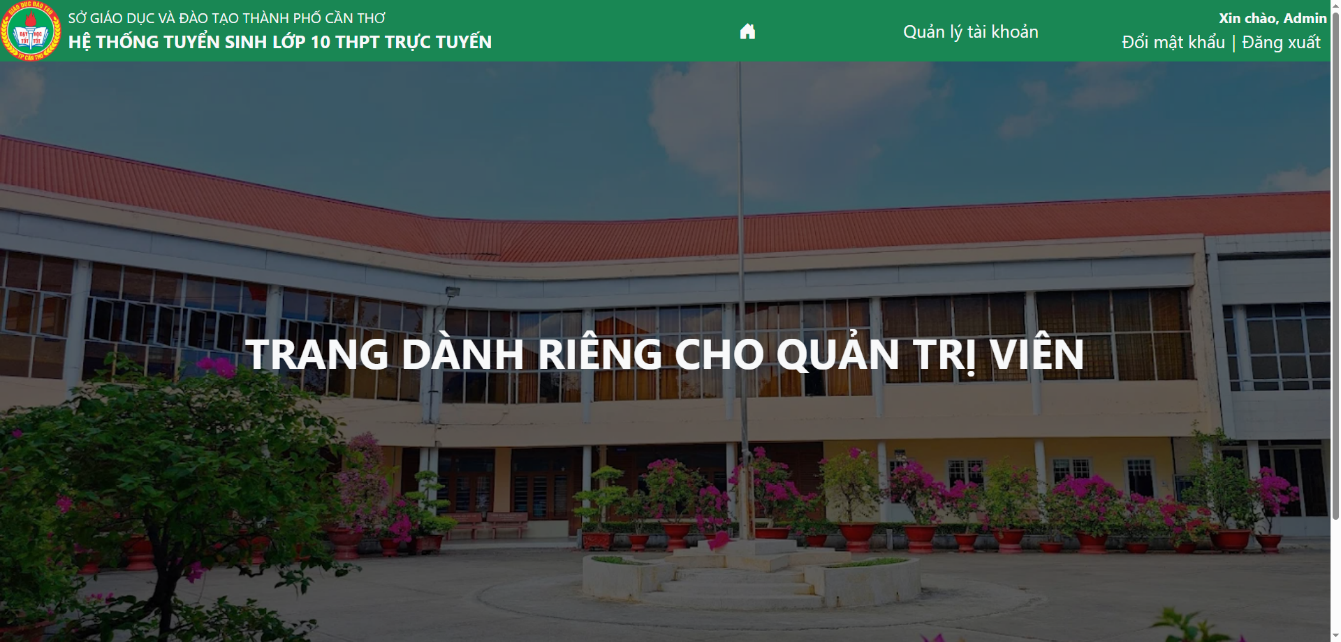 SỞ GIÁO DỤC VÀ ĐÀO TẠO THÀNH PHỐ CẦN THƠ
HỆ THỐNG TUYỂN SINH LỚP 10 THPT TRỰC TUYẾN
Quản lý tài khoản
Xin chào, Admin
Đổi mật khẩu | Đăng xuất
TRANG DÀNH RIÊNG CHO QUẢN TRỊ VIÊN